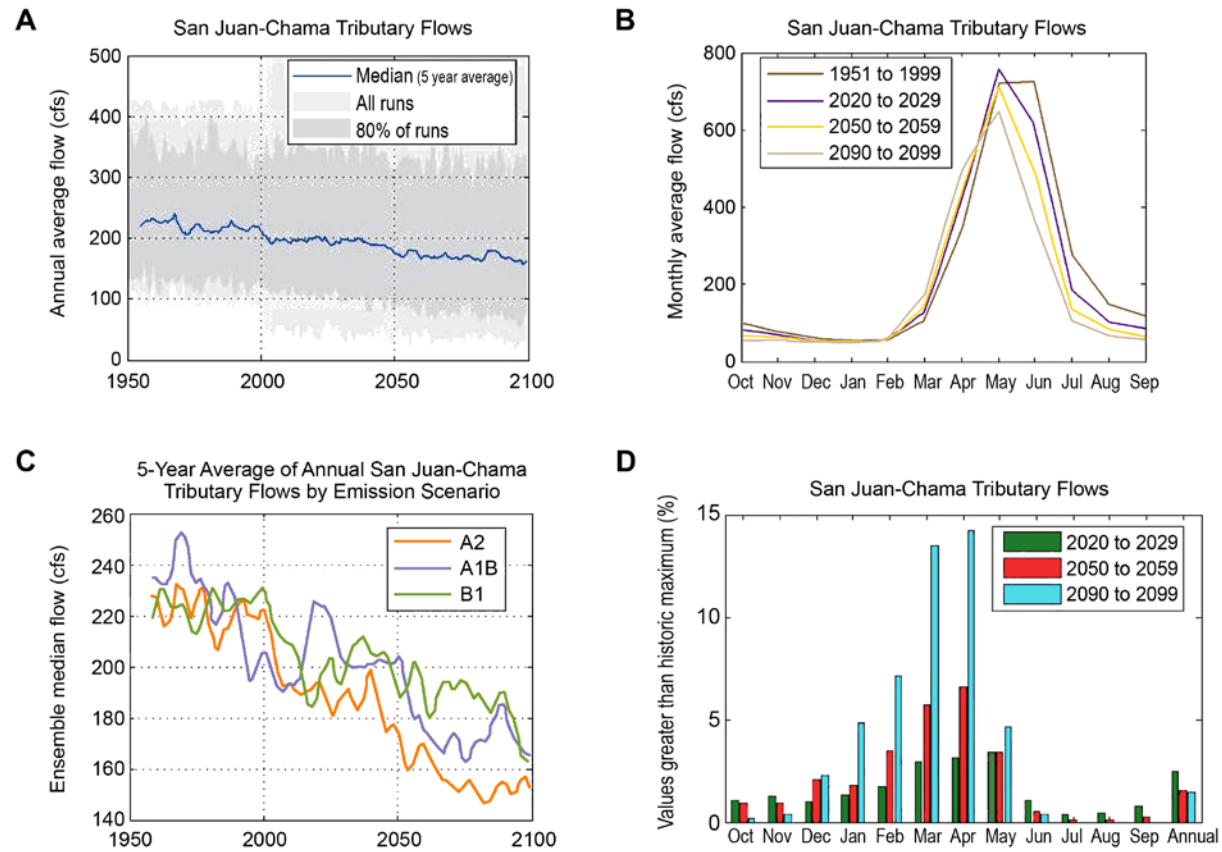 A
San Juan-Chama Tributary Flows
Annual average flow (cfs)
500
400
300
200
100
0
Median (5 year average)
All runs
80% of runs
1950 2000 2050 2100
B
San Juan-Chama Tributary Flows
Monthly average flow (cfs)
800
600
400
200
0
1951 to 1999
2020 to 2029
2050 to 2059
2090 to 2099
Oct Nov Dec Jan Feb Mar Apr May Jun Jul Aug Sep
C
5-Year Average of Annual San Juan-Chama
Tributary Flows by Emission Scenario
Ensemble median flow (cfs)
260
240
220
200
180
160
140
A2
A1B
B1
1950 2000 2050 2100
D
San Juan-Chama Tributary Flows
Values greater than historic maximum (%)
15
10
5
0
2020 to 2029
2050 to 2059
2090 to 2099
Oct Nov Dec Jan Feb Mar Apr May Jun Jul Aug Sep Annual